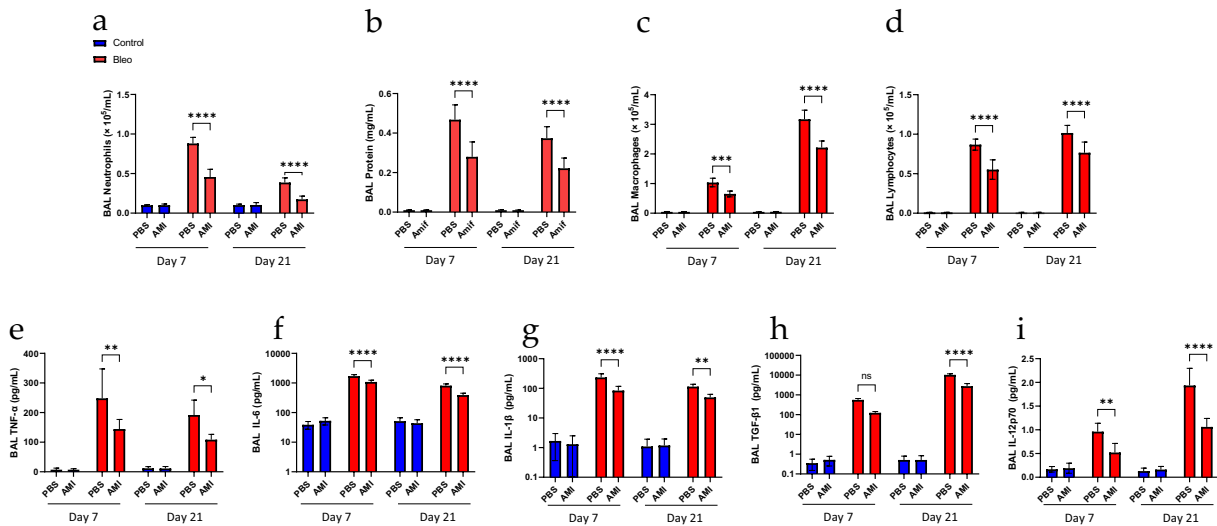 a
Control
Bleo
BAL Neutrophils (× 10⁵/mL)
1.5
1.0
0.5
0.0
**** ****
PBS AMI PBS AMI PBS AMI PBS AMI
Day 7 Day 21
b
BAL Protein (mg/mL)
0.6
0.4
0.2
0.0
**** ****
PBS Amif PBS Amif PBS Amif PBS Amif
Day 7 Day 21
c
BAL Macrophages (× 10⁵/mL)
4
3
2
1
0
*** ****
PBS AMI PBS AMI PBS AMI PBS AMI
Day 7 Day 21
d
BAL Lymphocytes (× 10⁵/mL)
1.5
1.0
0.5
0.0
**** ****
PBS AMI PBS AMI PBS AMI PBS AMI
Day 7 Day 21
e
BAL TNF-α (pg/mL)
400
300
200
100
0
** *
PBS AMI PBS AMI PBS AMI PBS AMI
Day 7 Day 21
f
BAL IL-6 (pg/mL)
10000
1000
100
10
1
**** ****
PBS AMI PBS AMI PBS AMI PBS AMI
Day 7 Day 21
g
BAL IL-1β (pg/mL)
1000
100
10
1
0.1
**** **
PBS AMI PBS AMI PBS AMI PBS AMI
Day 7 Day 21
h
BAL TGF-β1 (pg/mL)
100000
10000
1000
100
10
1
0.1
ns ****
PBS AMI PBS AMI PBS AMI PBS AMI
Day 7 Day 21
i
BAL IL-12p70 (pg/mL)
2.5
2.0
1.5
1.0
0.5
0.0
** ****
PBS AMI PBS AMI PBS AMI PBS AMI
Day 7 Day 21